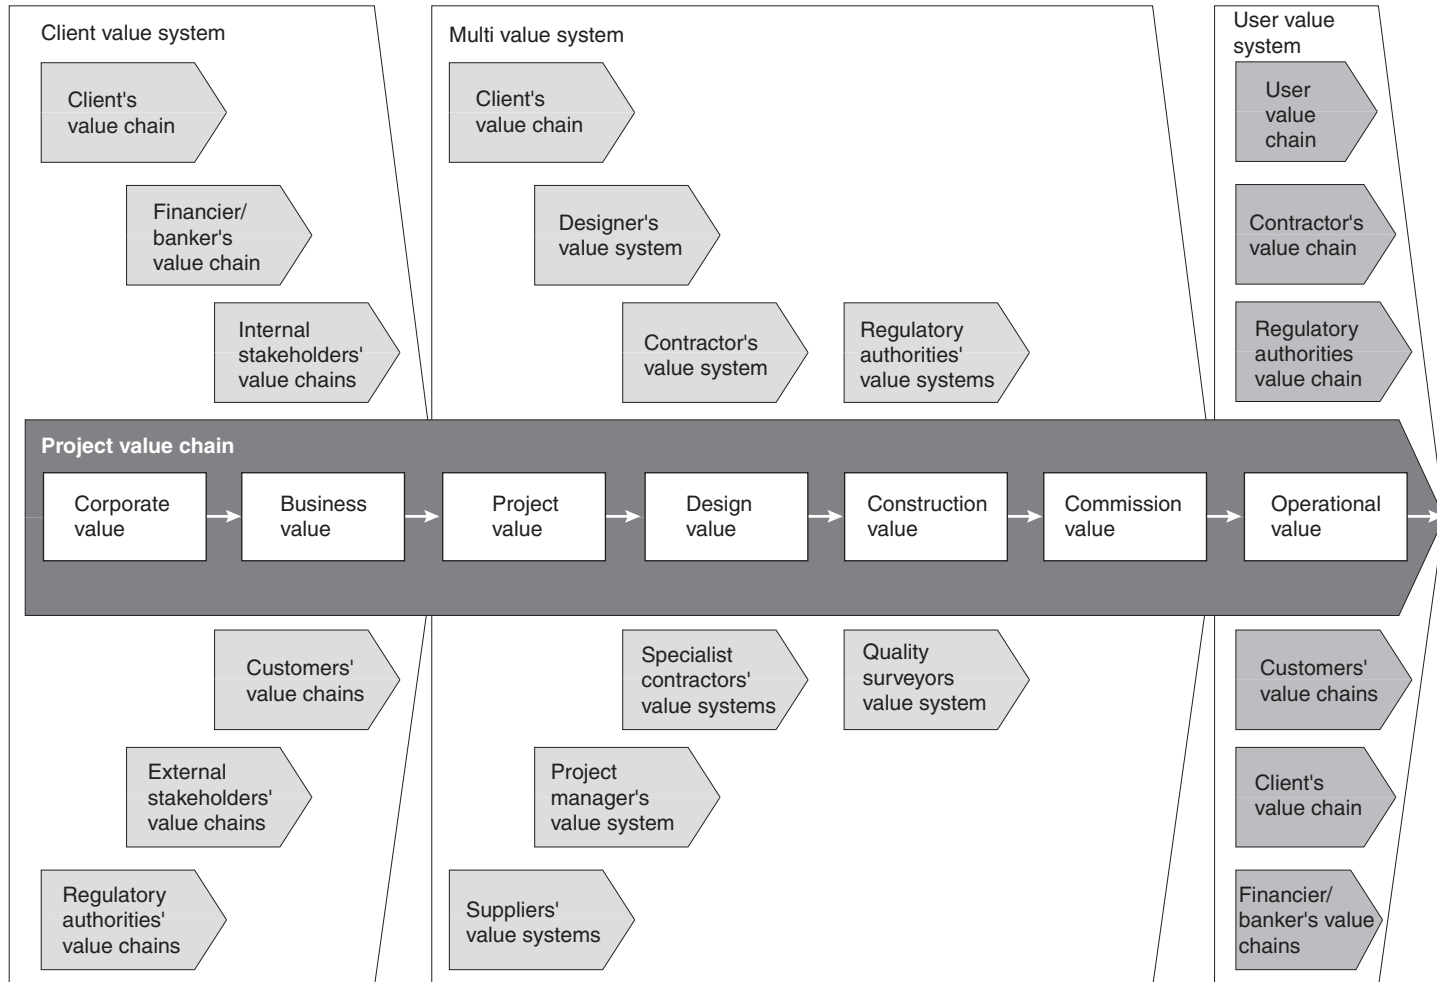 Client value system
Client's
value chain
Financier/
banker's
value chain
Internal
stakeholders'
value chains
Multi value system
Client's
value chain
Designer's
value system
Contractor's
value system
Regulatory
authorities'
value systems
User value
system
User
value
chain
Contractor's
value chain
Regulatory
authorities
value chain
Project value chain
Corporate
value
Business
value
Project
value
Design
value
Construction
value
Commission
value
Operational
value
Customers'
value chains
External
stakeholders'
value chains
Regulatory
authorities'
value chains
Specialist
contractors'
value systems
Quality
surveyors
value system
Project
manager's
value system
Suppliers'
value systems
Customers'
value chains
Client's
value chain
Financier/
banker's value
chains